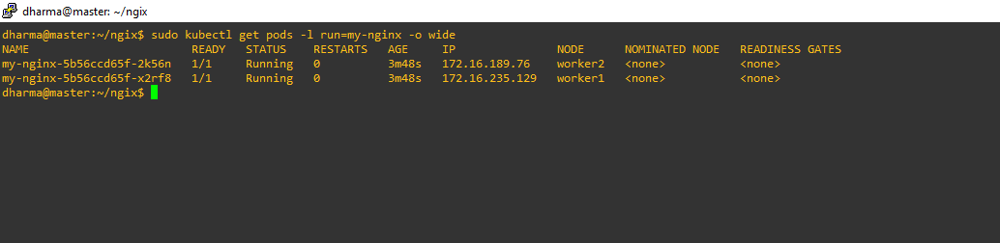 dharma@master: ~/ngix
dharma@master:~/ngix$ sudo kubectl get pods -l run=my-nginx -o wide
NAME READY STATUS RESTARTS AGE IP NODE NOMINATED NODE READINESS GATES
my-nginx-5b56ccd65f-2k56n 1/1 Running 0 3m48s 172.16.189.76 worker2 <none> <none>
my-nginx-5b56ccd65f-x2rf8 1/1 Running 0 3m48s 172.16.235.129 worker1 <none> <none>
dharma@master:~/ngix$